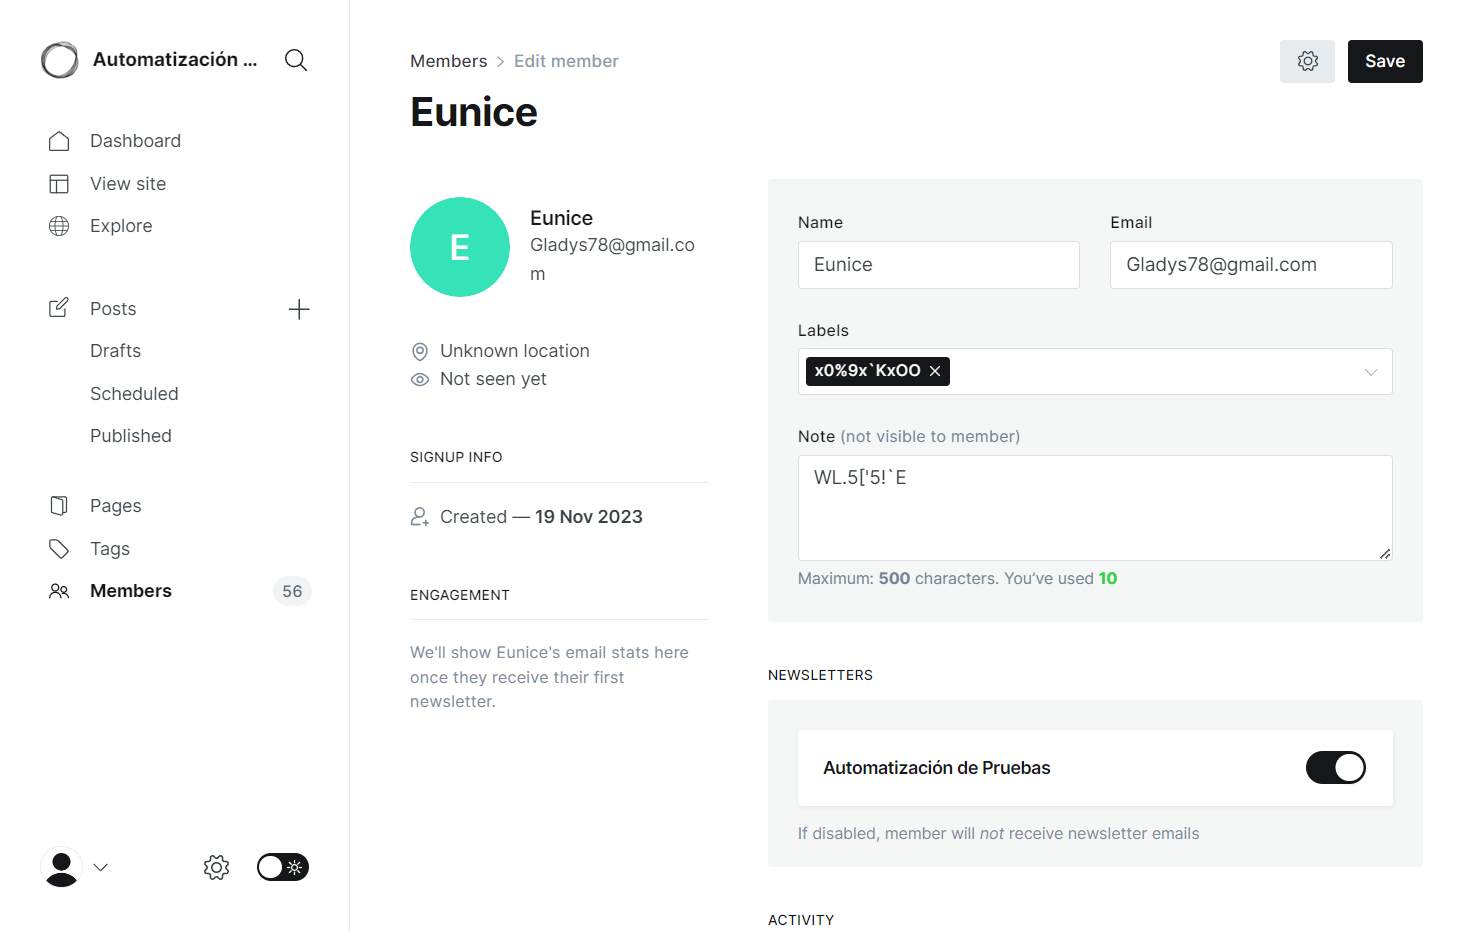 Automatización ...
Dashboard
View site
Explore
Posts
Drafts
Scheduled
Published
Pages
Tags
Members 56
Members > Edit member
Save
Eunice
E
Eunice
Gladys78@gmail.co
m
Unknown location
Not seen yet
SIGNUP INFO
Created — 19 Nov 2023
ENGAGEMENT
We'll show Eunice's email stats here
once they receive their first
newsletter.
Name
Eunice
Email
Gladys78@gmail.com
Labels
x0%9x`KxOO ×
Note (not visible to member)
WL.5['5!`E
Maximum: 500 characters. You’ve used 10
NEWSLETTERS
Automatización de Pruebas
If disabled, member will not receive newsletter emails
ACTIVITY